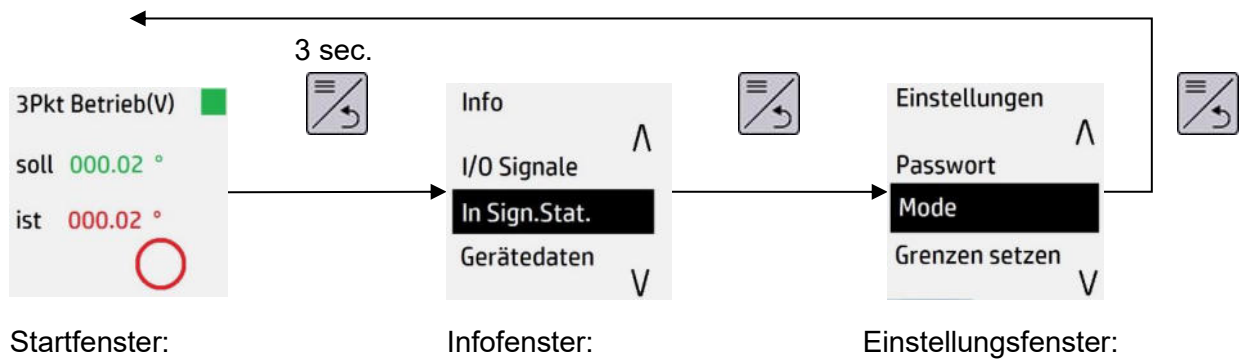 3 sec.
3Pkt Betrieb(V)
soll 000.02 °
ist 000.02 °
Info
I/O Signale
In Sign.Stat.
Gerätedaten
Einstellungen
Passwort
Mode
Grenzen setzen
Startfenster:
Infofenster:
Einstellungsfenster: